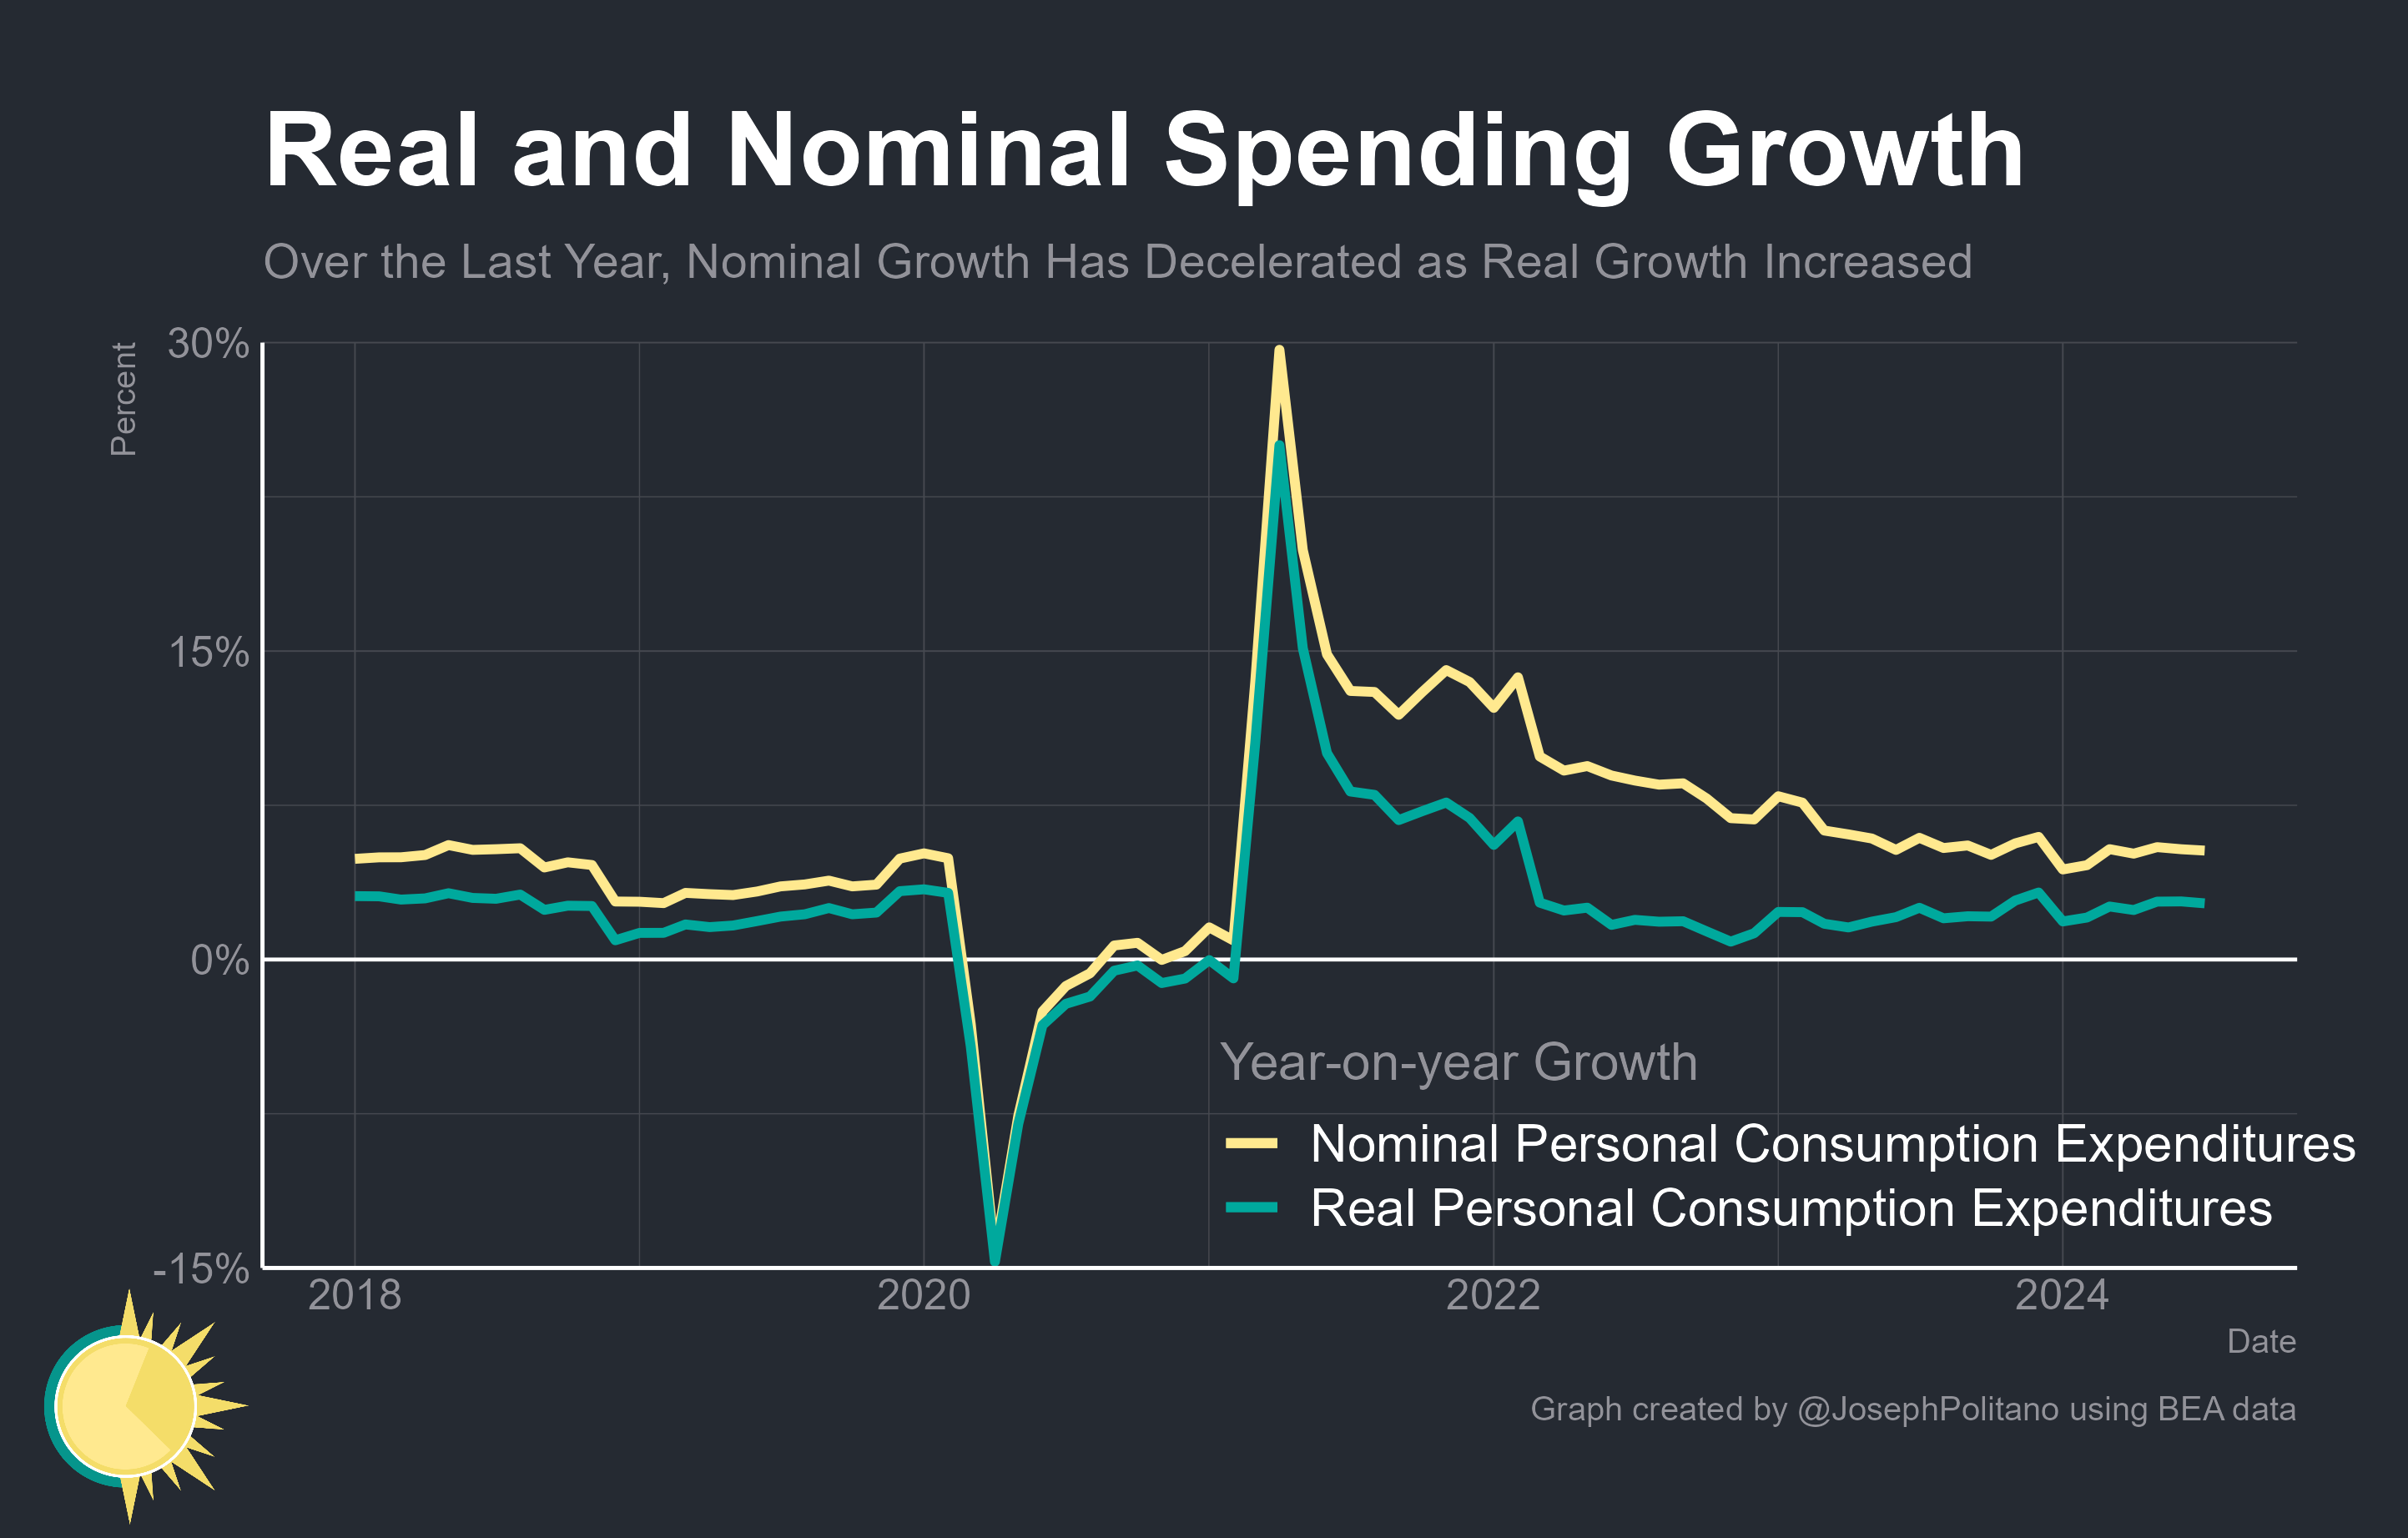 Real and Nominal Spending Growth
Over the Last Year, Nominal Growth Has Decelerated as Real Growth Increased
Percent
30%
15%
0%
-15%
Year-on-year Growth
Nominal Personal Consumption Expenditures
Real Personal Consumption Expenditures
2018
2020
2022
2024
Date
Graph created by @JosephPolitano using BEA data